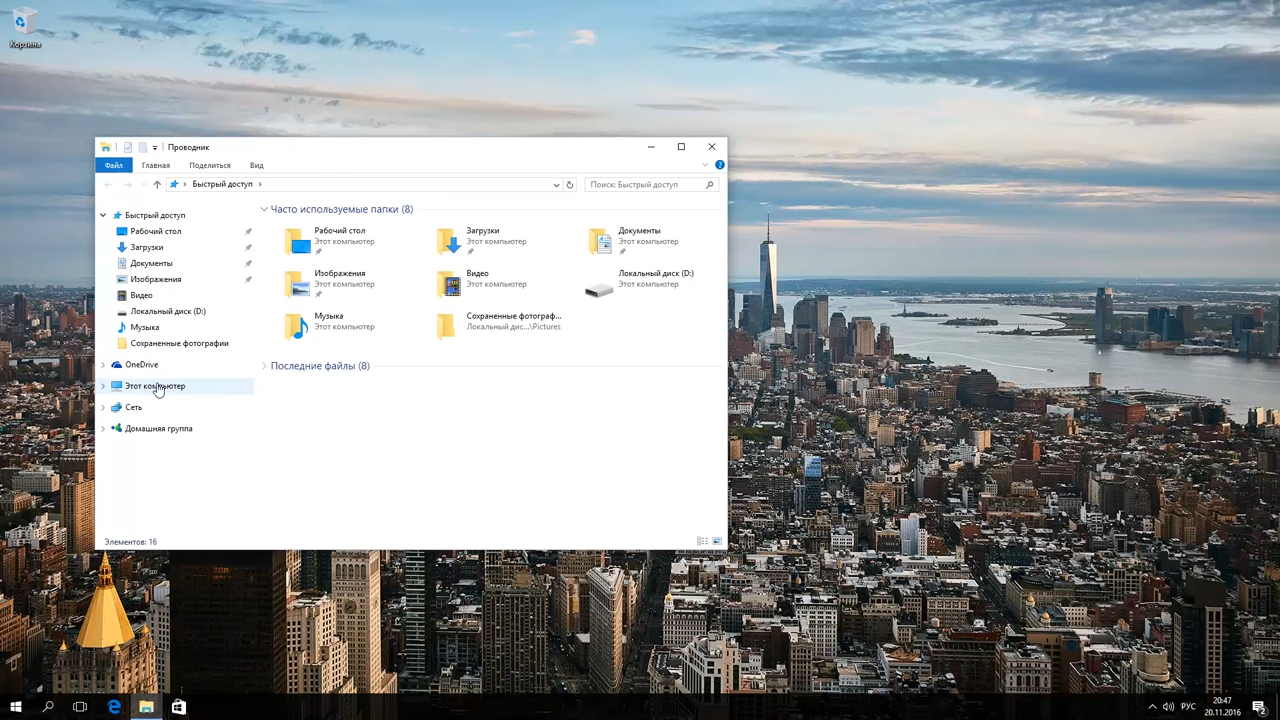 Корзина
Проводник
Файл
Главная
Поделиться
Вид
Быстрый доступ
Поиск: Быстрый доступ
Быстрый доступ
Рабочий стол
Загрузки
Документы
Изображения
Видео
Локальный диск (D:)
Музыка
Сохраненные фотографии
OneDrive
Этот компьютер
Сеть
Домашняя группа
Часто используемые папки (8)
Рабочий стол
Этот компьютер
Загрузки
Этот компьютер
Документы
Этот компьютер
Изображения
Этот компьютер
Видео
Этот компьютер
Локальный диск (D:)
Этот компьютер
Музыка
Этот компьютер
Сохраненные фотограф...
Локальный дис...\Pictures
Последние файлы (8)
Элементов: 16
РУС
20:47
20.11.2016
2